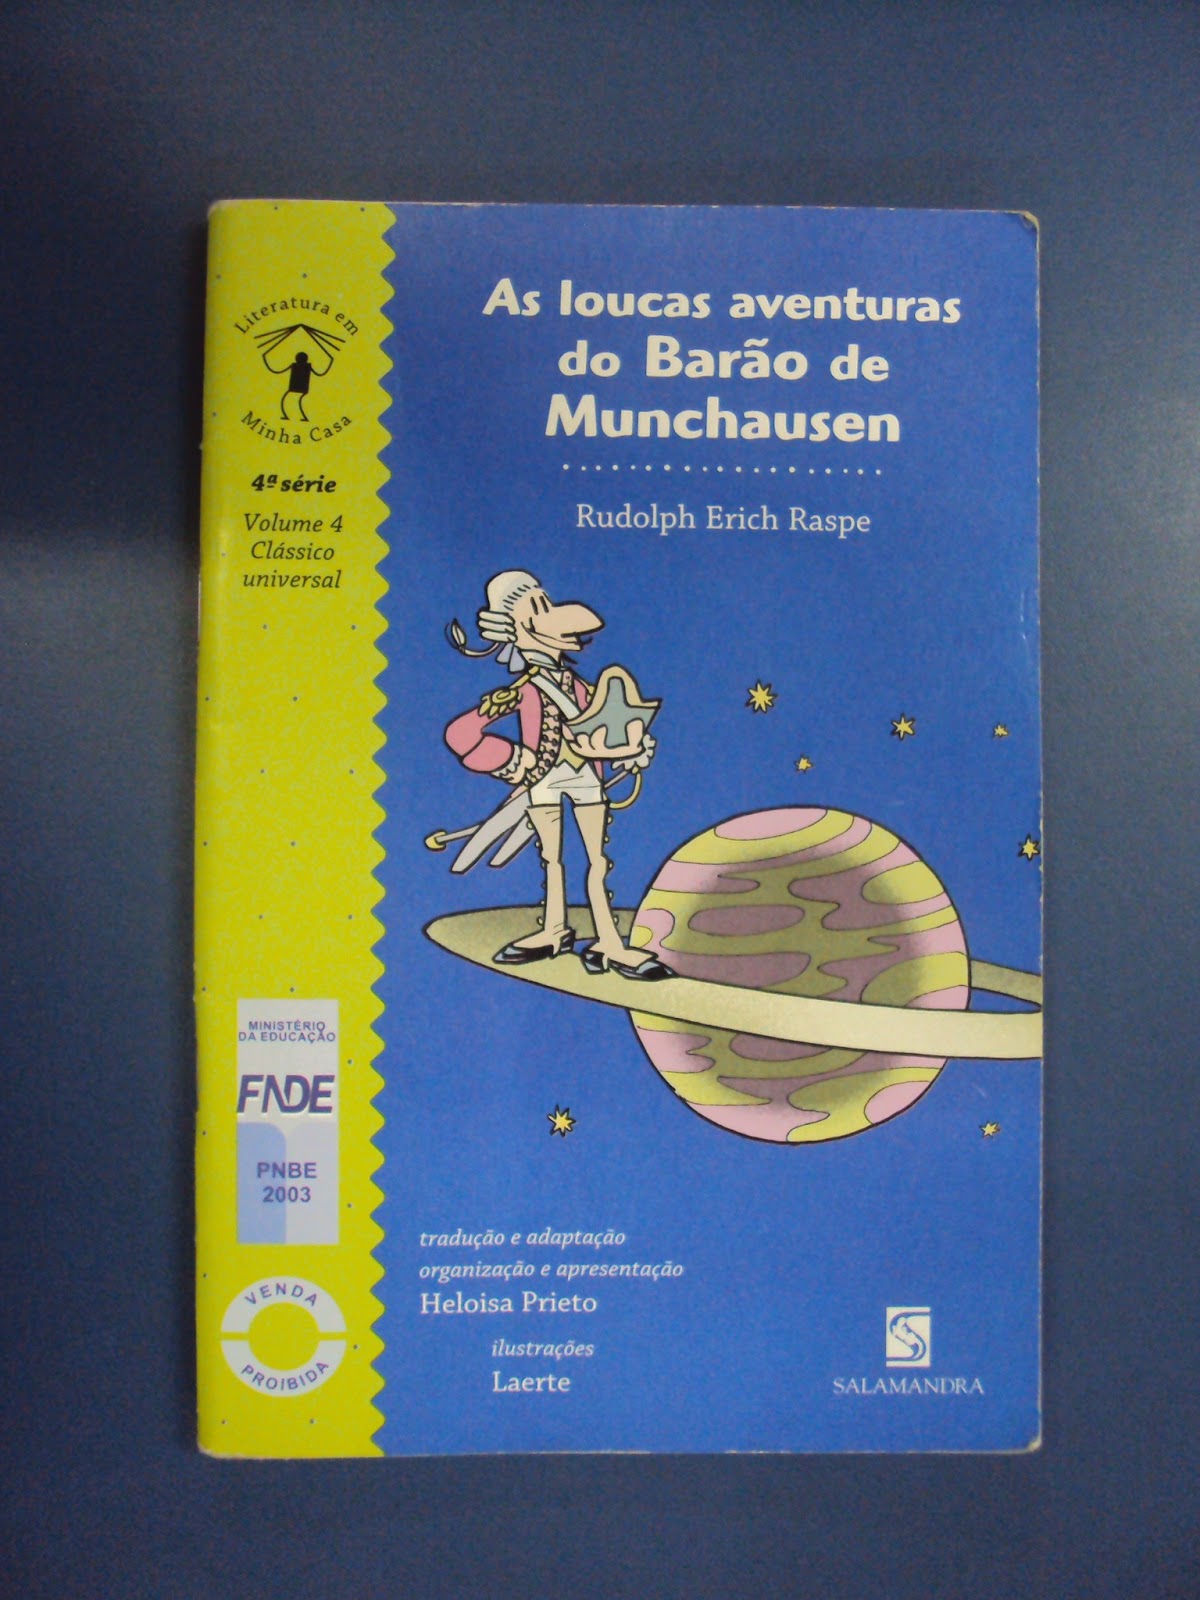 Literatura em
Minha Casa
4ª série
Volume 4
Clássico
universal
MINISTÉRIO
DA EDUCAÇÃO
FNDE
PNBE
2003
VENDA
PROIBIDA
As loucas aventuras
do Barão de
Munchausen
Rudolph Erich Raspe
tradução e adaptação
organização e apresentação
Heloisa Prieto
ilustrações
Laerte
SALAMANDRA